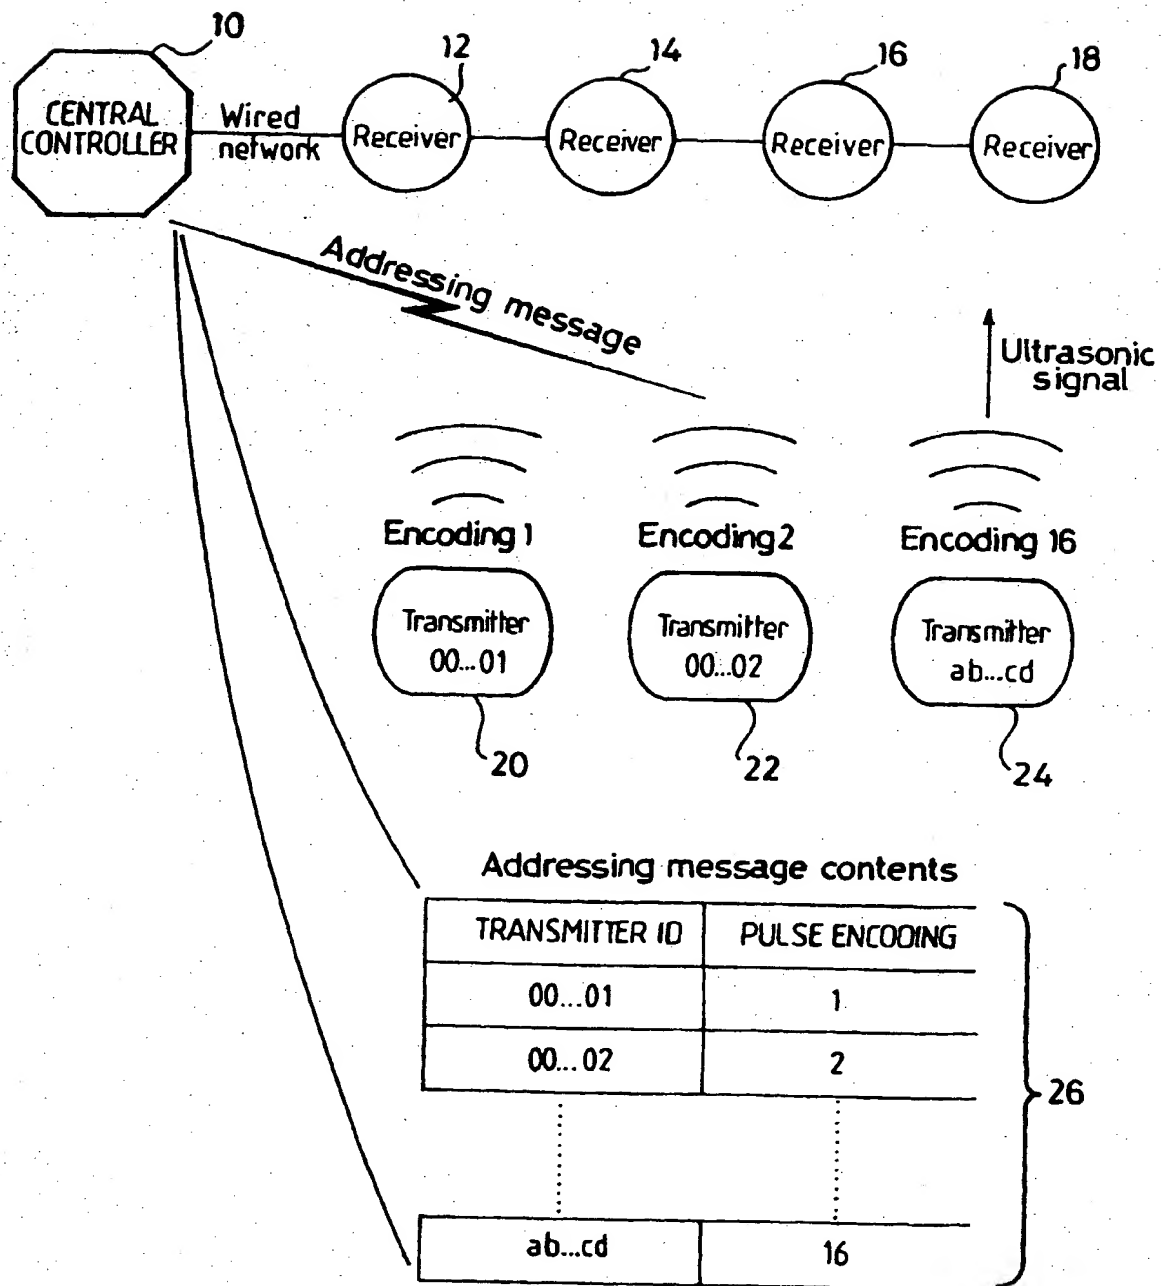 10
12
14
16
18
CENTRAL
CONTROLLER
Wired
network
Receiver
Receiver
Receiver
Receiver
Addressing message
Ultrasonic
signal
Encoding 1
Encoding 2
Encoding 16
Transmitter
00...01
Transmitter
00...02
Transmitter
ab...cd
20
22
24
Addressing message contents
TRANSMITTER ID PULSE ENCODING
00...01 1
00...02 2
26
ab...cd 16